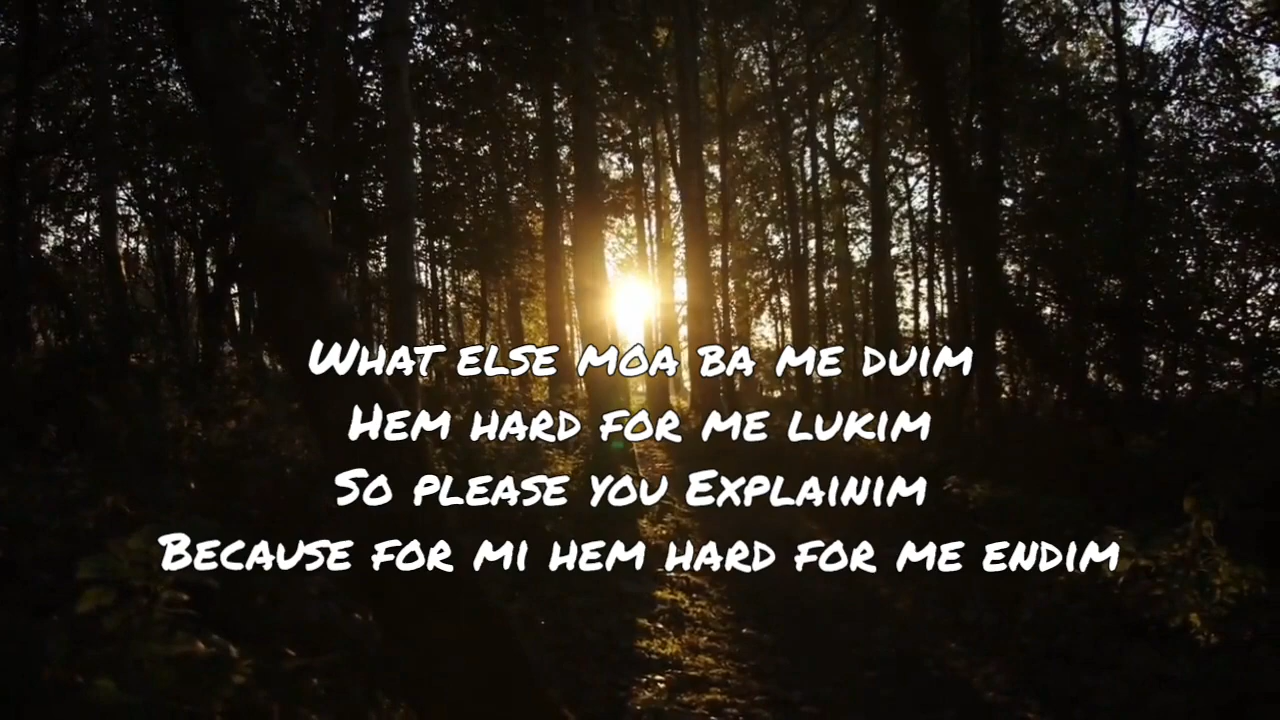 What else moa ba me duim
Hem hard for me lukim
So please you Explainim
Because for mi hem hard for me endim